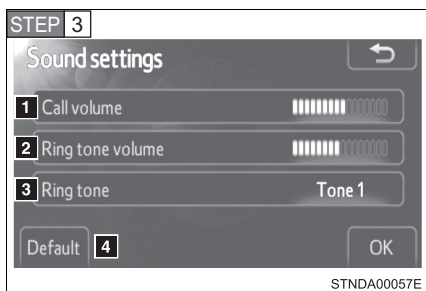 STEP 3
Sound settings
1 Call volume
2 Ring tone volume
3 Ring tone Tone 1
Default 4 OK
STNDA00057E